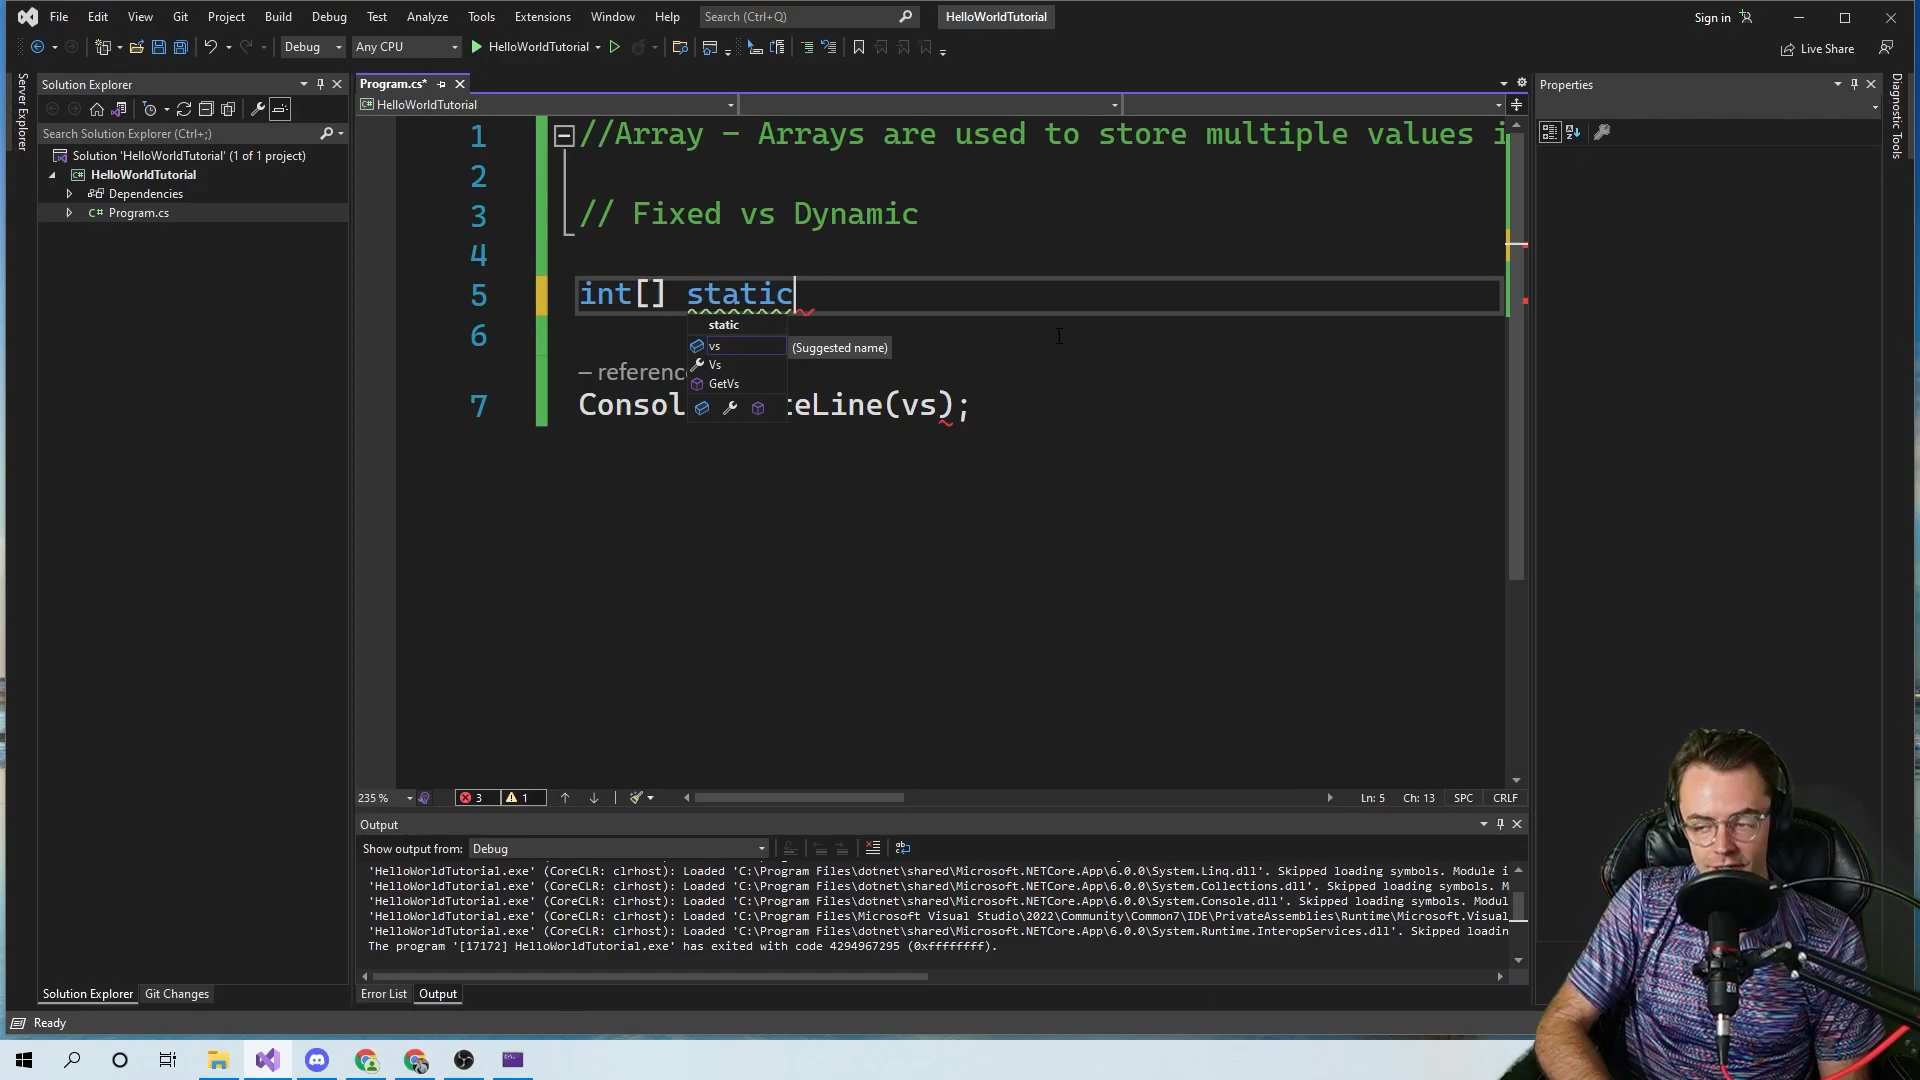 File Edit View Git Project Build Debug Test Analyze Tools Extensions Window Help Search (Ctrl+Q) HelloWorldTutorial Sign in
Debug Any CPU HelloWorldTutorial Live Share
Server Explorer
Solution Explorer
Search Solution Explorer (Ctrl+;)
Solution 'HelloWorldTutorial' (1 of 1 project)
HelloWorldTutorial
Dependencies
C# Program.cs
Program.cs*
C# HelloWorldTutorial
1 //Array - Arrays are used to store multiple values i
2
3 // Fixed vs Dynamic
4
5 int[] static
6
static
vs (Suggested name)
Vs
GetVs
– referenc
7 Consol teLine(vs);
Properties
Diagnostic Tools
235 % 3 1 Ln: 5 Ch: 13 SPC CRLF
Output
Show output from: Debug
'HelloWorldTutorial.exe' (CoreCLR: clrhost): Loaded 'C:\Program Files\dotnet\shared\Microsoft.NETCore.App\6.0.0\System.Linq.dll'. Skipped loading symbols. Module i
'HelloWorldTutorial.exe' (CoreCLR: clrhost): Loaded 'C:\Program Files\dotnet\shared\Microsoft.NETCore.App\6.0.0\System.Collections.dll'. Skipped loading symbols. M
'HelloWorldTutorial.exe' (CoreCLR: clrhost): Loaded 'C:\Program Files\dotnet\shared\Microsoft.NETCore.App\6.0.0\System.Console.dll'. Skipped loading symbols. Modul
'HelloWorldTutorial.exe' (CoreCLR: clrhost): Loaded 'C:\Program Files\Microsoft Visual Studio\2022\Community\Common7\IDE\PrivateAssemblies\Runtime\Microsoft.Visual
'HelloWorldTutorial.exe' (CoreCLR: clrhost): Loaded 'C:\Program Files\dotnet\shared\Microsoft.NETCore.App\6.0.0\System.Runtime.InteropServices.dll'. Skipped loadin
The program '[17172] HelloWorldTutorial.exe' has exited with code 4294967295 (0xffffffff).
Solution Explorer Git Changes
Error List Output
Ready